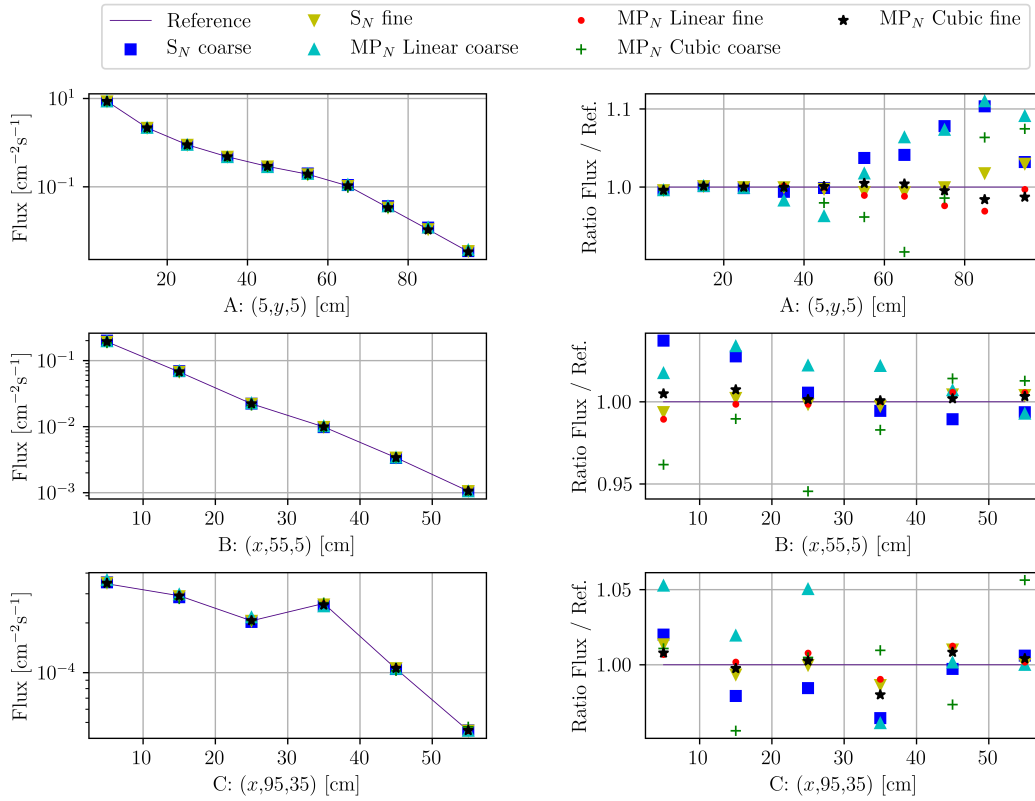 Reference
S_N fine
MP_N Linear fine
MP_N Cubic fine
S_N coarse
MP_N Linear coarse
MP_N Cubic coarse
Flux [cm⁻²s⁻¹]
10¹
10⁻¹
20 40 60 80
A: (5,y,5) [cm]
Ratio Flux / Ref.
1.1
1.0
20 40 60 80
A: (5,y,5) [cm]
Flux [cm⁻²s⁻¹]
10⁻¹
10⁻²
10⁻³
10 20 30 40 50
B: (x,55,5) [cm]
Ratio Flux / Ref.
1.00
0.95
10 20 30 40 50
B: (x,55,5) [cm]
Flux [cm⁻²s⁻¹]
10⁻⁴
10 20 30 40 50
C: (x,95,35) [cm]
Ratio Flux / Ref.
1.05
1.00
10 20 30 40 50
C: (x,95,35) [cm]